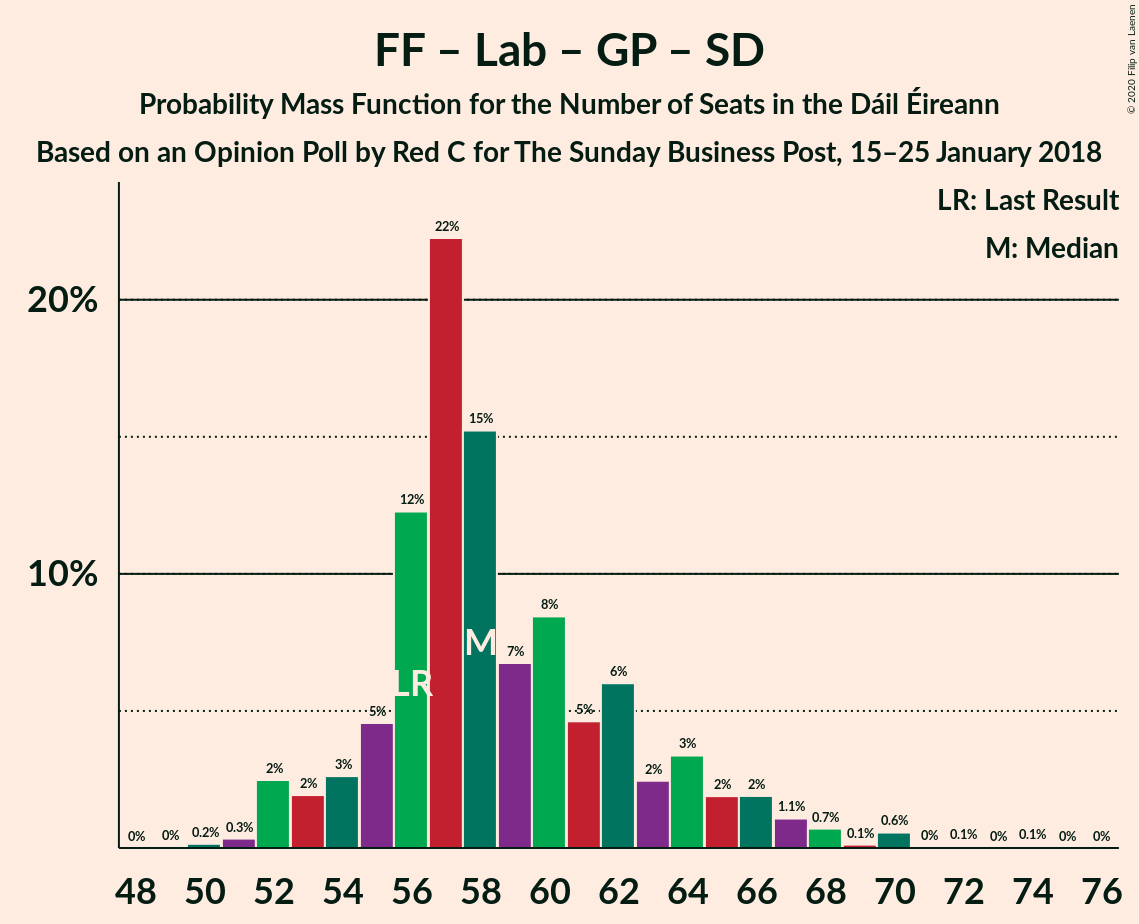 FF – Lab – GP – SD
Probability Mass Function for the Number of Seats in the Dáil Éireann
Based on an Opinion Poll by Red C for The Sunday Business Post, 15–25 January 2018
© 2020 Filip van Laenen
LR: Last Result
M: Median
22%
20%
15%
12%
10%
8%
M
7%
6%
LR
5%
5%
3%
2%
3%
2%
2%
2%
2%
1.1%
0.7%
0.6%
0% 0% 0.2% 0.3% 0.1% 0% 0.1% 0% 0.1% 0% 0%
48 50 52 54 56 58 60 62 64 66 68 70 72 74 76